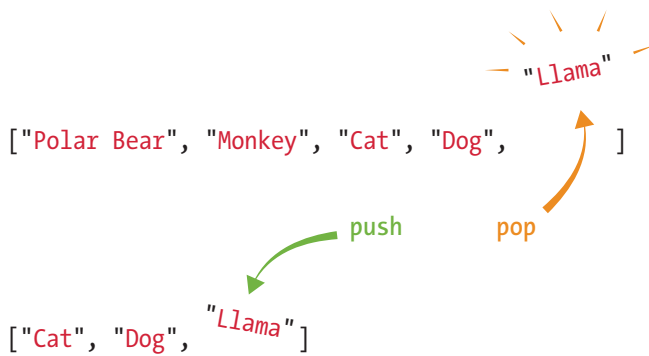 "Llama"
["Polar Bear", "Monkey", "Cat", "Dog", ]
push pop
"Llama"
["Cat", "Dog", ]